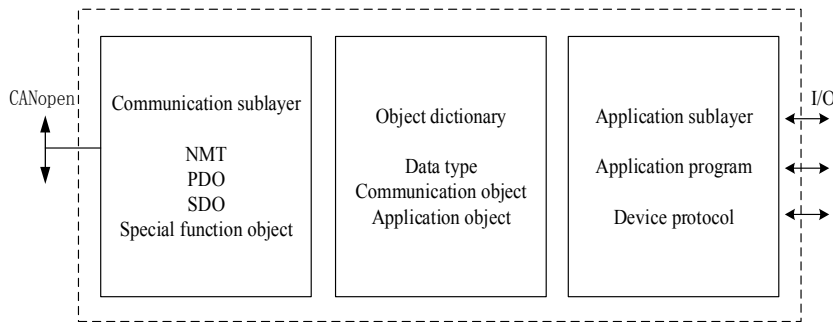 CANopen
Communication sublayer
NMT
PDO
SDO
Special function object
Object dictionary
Data type
Communication object
Application object
Application sublayer
Application program
Device protocol
I/O